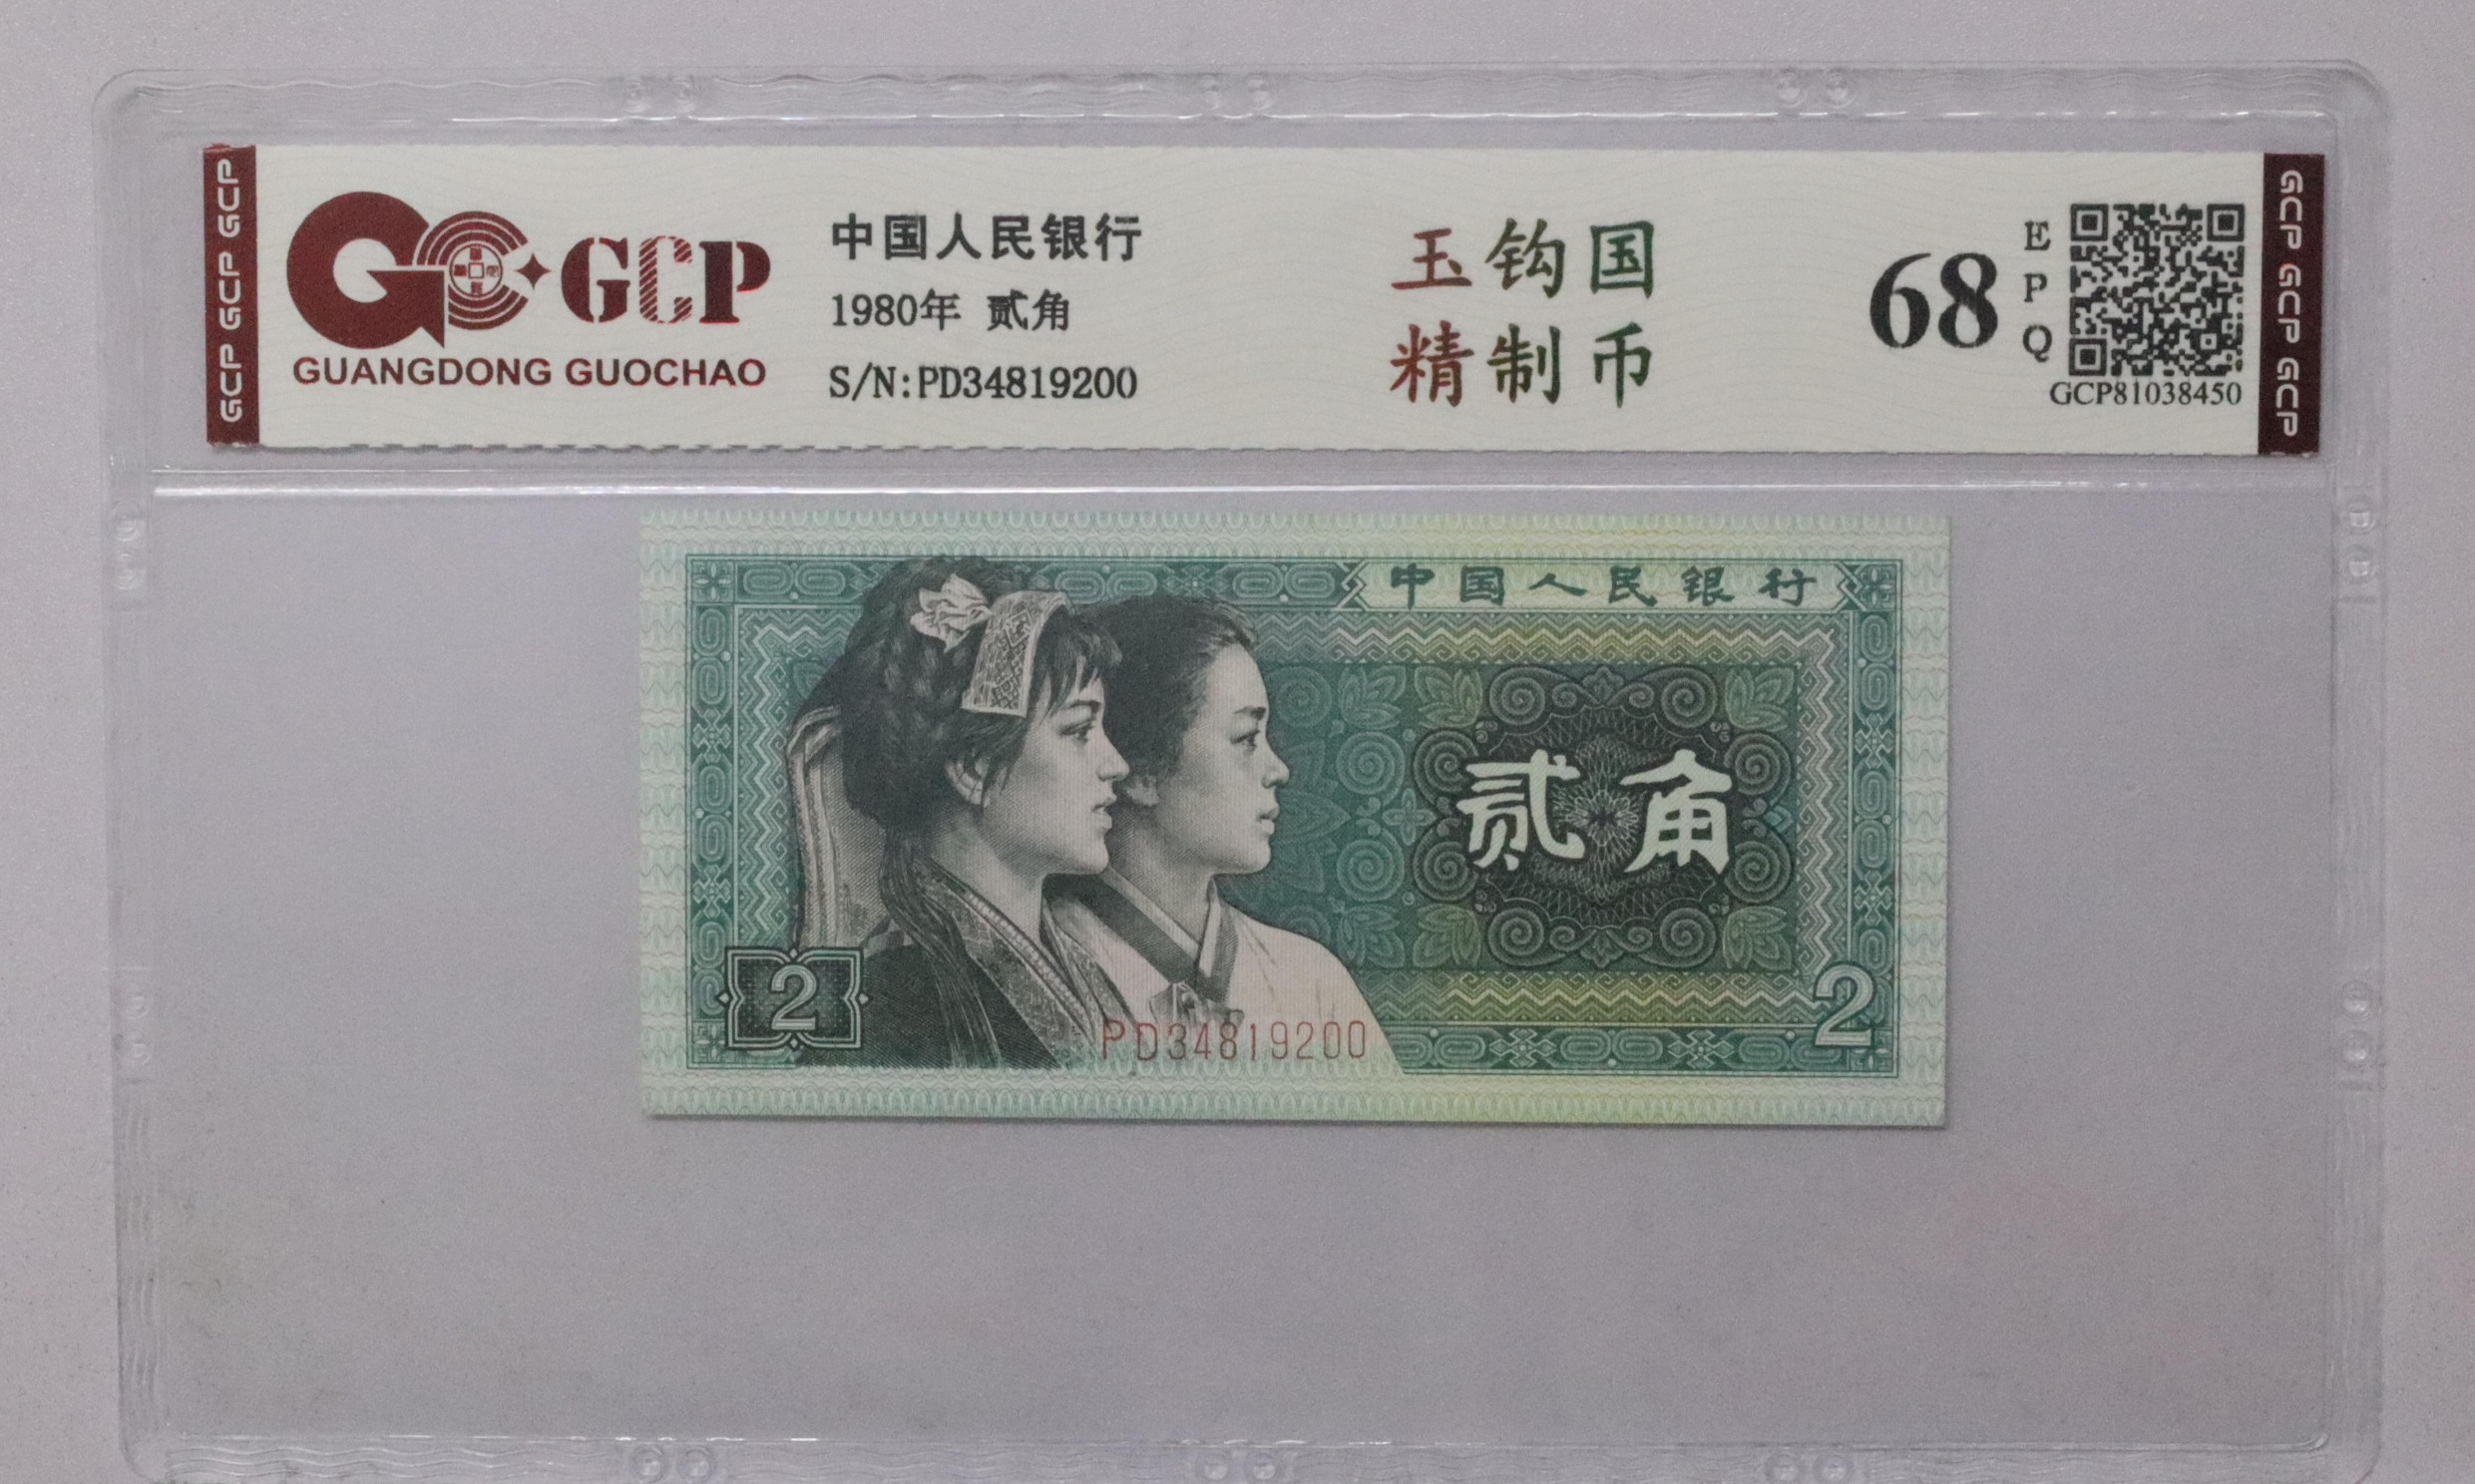 GCP GCP GCP
GCP
GUANGDONG GUOCHAO
中国人民银行
1980年 贰角
S/N:PD34819200
玉钩国
精制币
68
EPQ
GCP81038450
GCP GCP GCP
中国人民银行
贰角
2
PD34819200
2